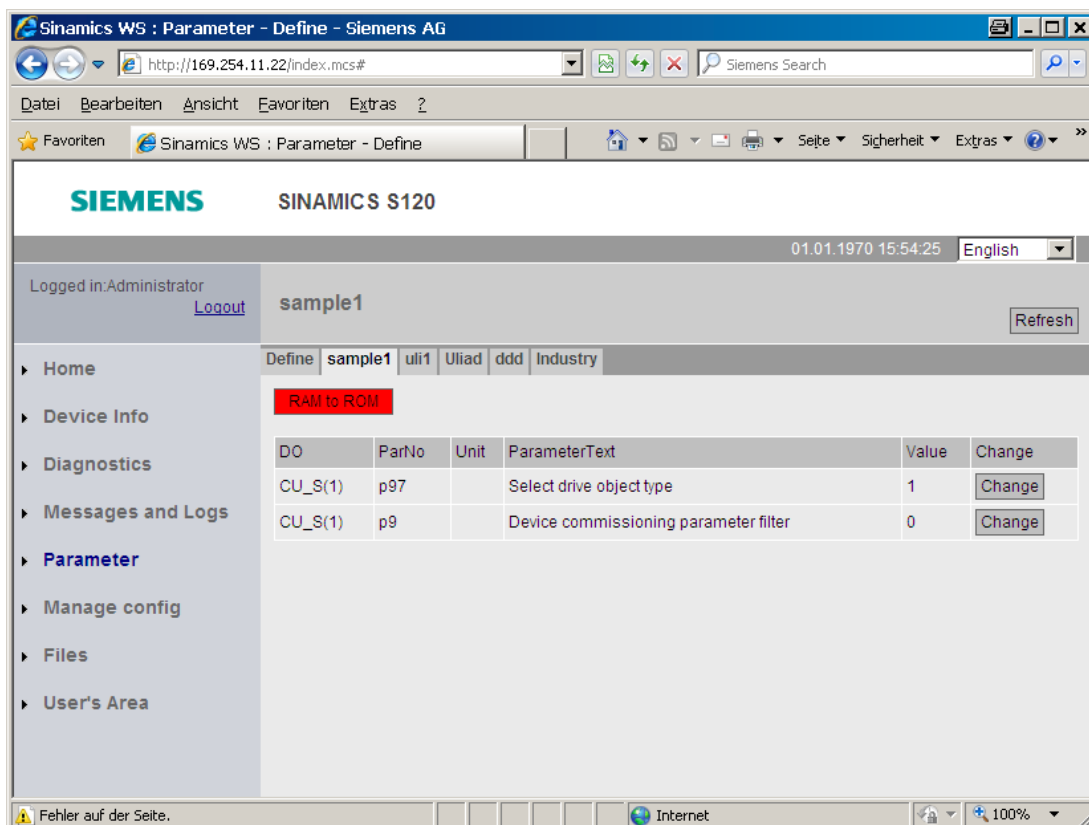 Sinamics WS : Parameter - Define - Siemens AG
http://169.254.11.22/index.mcs#
Siemens Search
Datei Bearbeiten Ansicht Favoriten Extras ?
Favoriten Sinamics WS : Parameter - Define Seite Sicherheit Extras »
SIEMENS SINAMICS S120
01.01.1970 15:54:25 English
Logged in:Administrator
Logout
sample1
Refresh
Define sample1 uli1 Uliad ddd Industry
Home
Device Info
Diagnostics
Messages and Logs
Parameter
Manage config
Files
User's Area
RAM to ROM
DO ParNo Unit ParameterText Value Change
CU_S(1) p97 Select drive object type 1 Change
CU_S(1) p9 Device commissioning parameter filter 0 Change
Fehler auf der Seite. Internet 100%